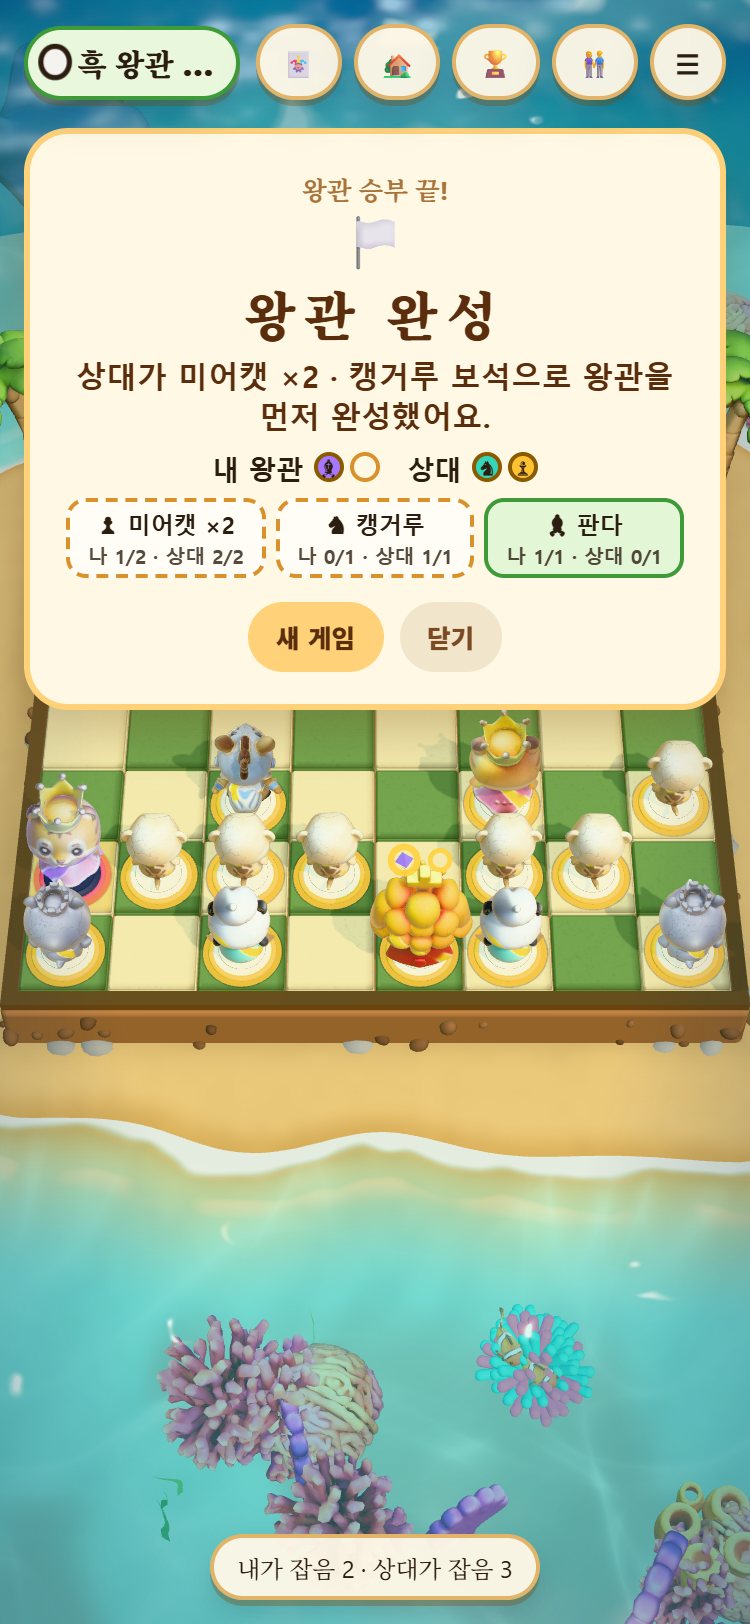 흑 왕관 ...
왕관 승부 끝!
왕관 완성
상대가 미어캣 ×2 · 캥거루 보석으로 왕관을
먼저 완성했어요.
내 왕관 상대
미어캣 ×2 캥거루 판다
나 1/2 · 상대 2/2 나 0/1 · 상대 1/1 나 1/1 · 상대 0/1
새 게임 닫기
내가 잡음 2 · 상대가 잡음 3